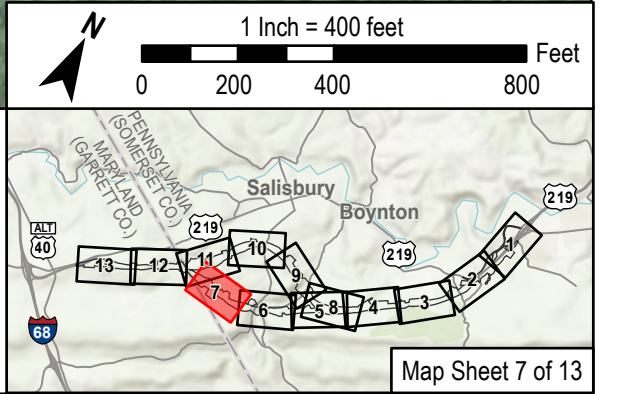 N
1 Inch = 400 feet
Feet
0 200 400 800
PENNSYLVANIA
(SOMERSET CO.)
MARYLAND
(GARRETT CO.)
Salisbury
Boynton
219
219
219
ALT
40
68
13 12 11 10 9 7 6 5 8 4 3 2 1
Map Sheet 7 of 13